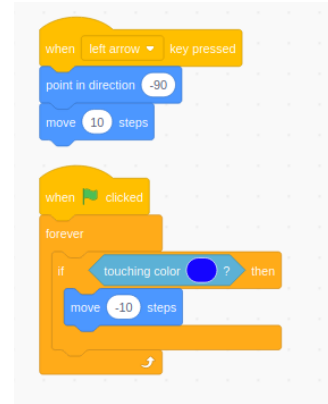 when left arrow key pressed
point in direction -90
move 10 steps
when clicked
forever
if touching color ? then
move -10 steps